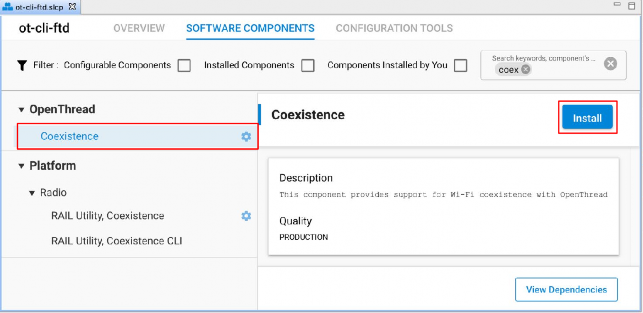 ot-cli-ftd.slcp
ot-cli-ftd OVERVIEW SOFTWARE COMPONENTS CONFIGURATION TOOLS
Filter : Configurable Components Installed Components Components Installed by You
Search keywords, component's ...
coex
OpenThread
Coexistence
Platform
Radio
RAIL Utility, Coexistence
RAIL Utility, Coexistence CLI
Coexistence
Install
Description
This component provides support for Wi-Fi coexistence with OpenThread
Quality
PRODUCTION
View Dependencies